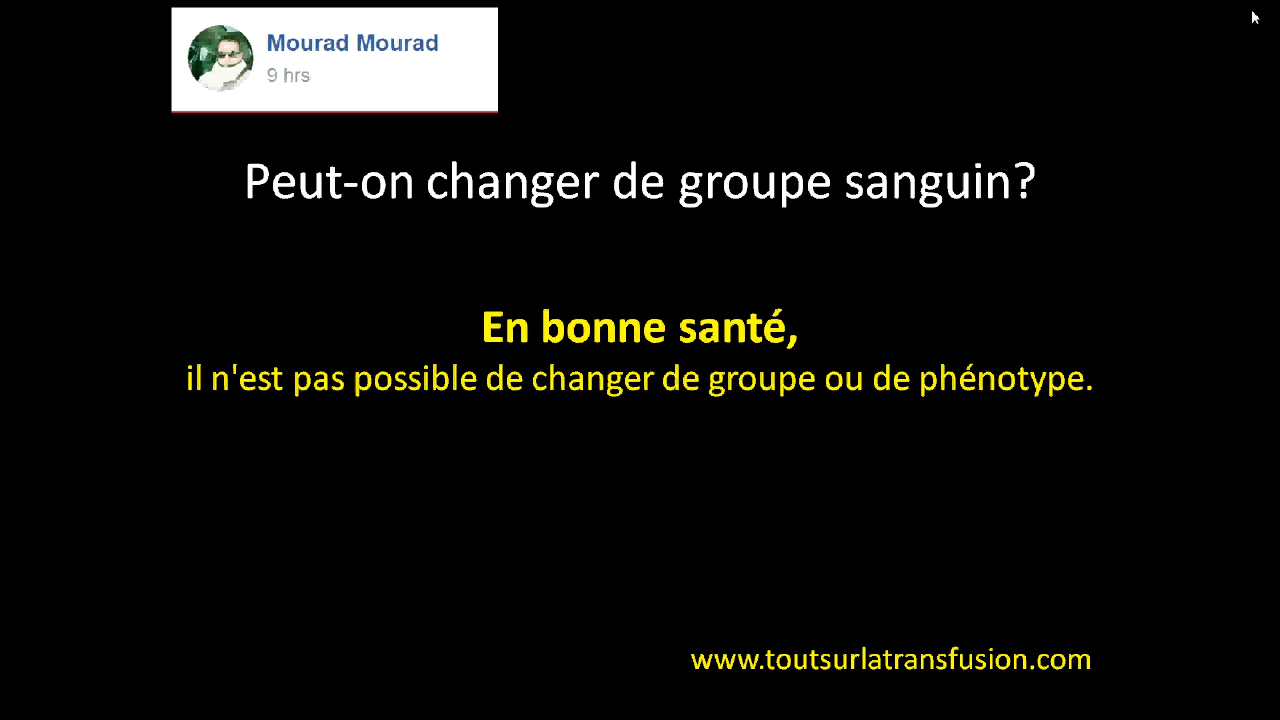 Mourad Mourad
9 hrs
Peut-on changer de groupe sanguin?
En bonne santé,
il n'est pas possible de changer de groupe ou de phénotype.
www.toutsurlatransfusion.com